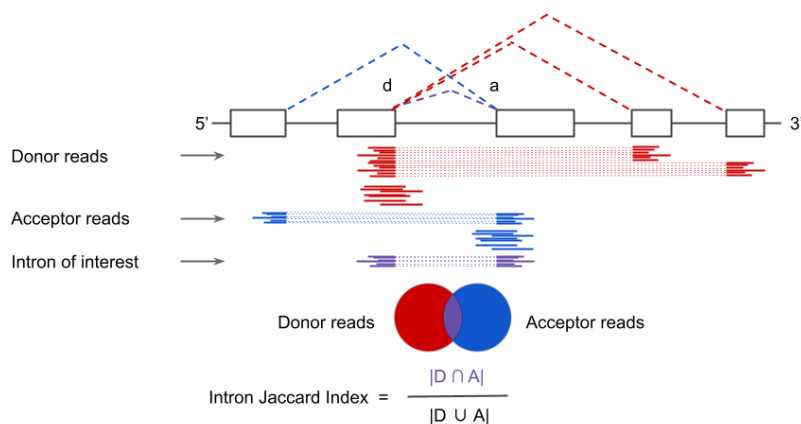 d
a
5’
3’
Donor reads
Acceptor reads
Intron of interest
Donor reads
Acceptor reads
Intron Jaccard Index = |D ∩ A|
|D ∪ A|